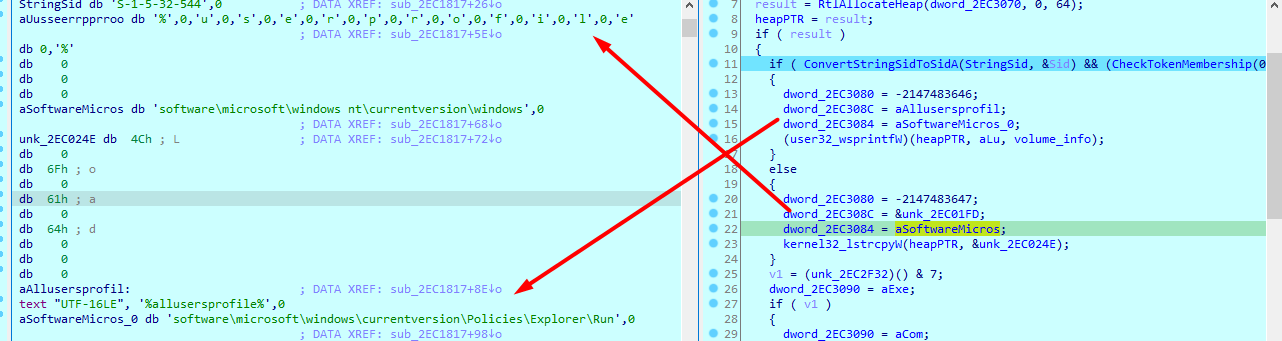 StringSid db 'S-1-5-32-544',0 ; DATA XREF: sub_2EC1817+26↓o
aUusseerrpprroo db '%',0,'u',0,'s',0,'e',0,'r',0,'p',0,'r',0,'o',0,'f',0,'i',0,'l',0,'e'
; DATA XREF: sub_2EC1817+5E↓o
db 0,'%'
db 0
db 0
db 0
aSoftwareMicros db 'software\microsoft\windows nt\currentversion\windows',0
; DATA XREF: sub_2EC1817+68↓o
unk_2EC024E db 4Ch ; L ; DATA XREF: sub_2EC1817+72↓o
db 0
db 6Fh ; o
db 0
db 61h ; a
db 0
db 64h ; d
db 0
db 0
db 0
aAllusersprofil: ; DATA XREF: sub_2EC1817+8E↓o
text "UTF-16LE", '%allusersprofile%',0
aSoftwareMicros_0 db 'software\microsoft\windows\currentversion\Policies\Explorer\Run',0
; DATA XREF: sub_2EC1817+98↓o
7 result = RtlAllocateHeap(dword_2EC3070, 0, 64);
8 heapPTR = result;
9 if ( result )
10 {
11 if ( ConvertStringSidToSidA(StringSid, &Sid) && (CheckTokenMembership(0
12 {
13 dword_2EC3080 = -2147483646;
14 dword_2EC308C = aAllusersprofil;
15 dword_2EC3084 = aSoftwareMicros_0;
16 (user32_wsprintfW)(heapPTR, aLu, volume_info);
17 }
18 else
19 {
20 dword_2EC3080 = -2147483647;
21 dword_2EC308C = &unk_2EC01FD;
22 dword_2EC3084 = aSoftwareMicros;
23 kernel32_lstrcpyW(heapPTR, &unk_2EC024E);
24 }
25 v1 = (unk_2EC2F32)() & 7;
26 dword_2EC3090 = aExe;
27 if ( v1 )
28 {
29 dword_2EC3090 = aCom;